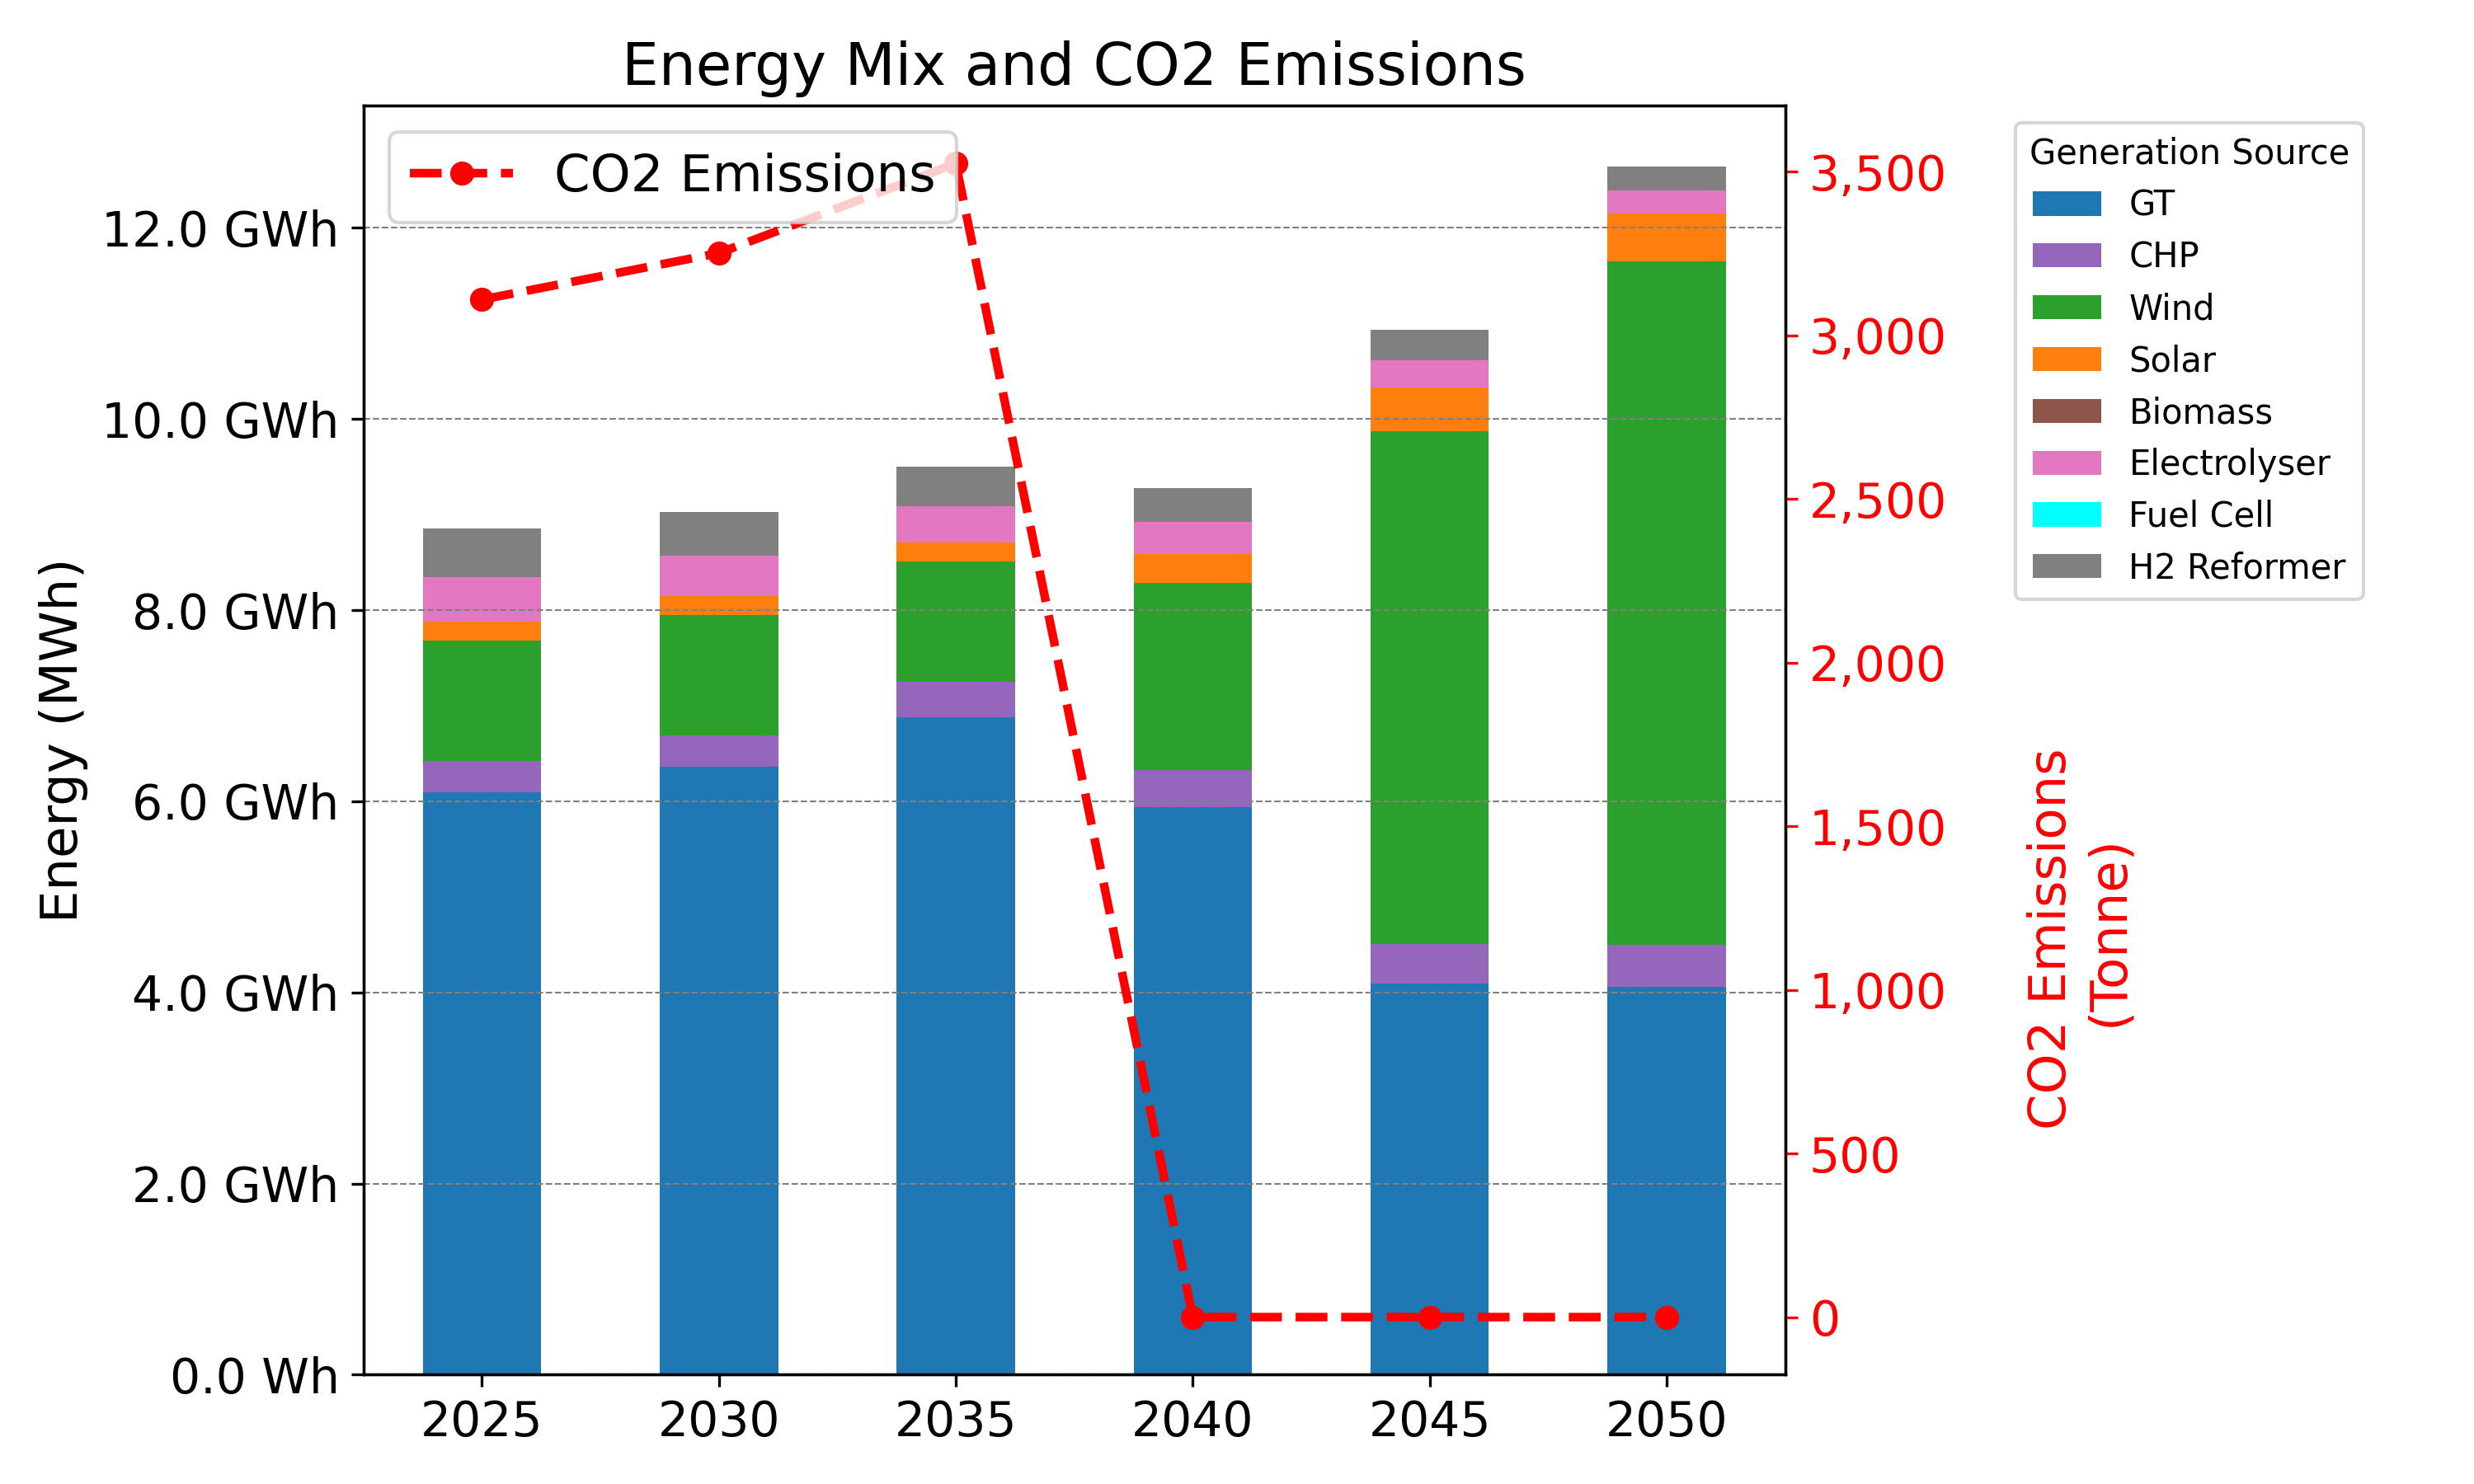 Energy Mix and CO2 Emissions
CO2 Emissions
Energy (MWh)
12.0 GWh
10.0 GWh
8.0 GWh
6.0 GWh
4.0 GWh
2.0 GWh
0.0 Wh
2025
2030
2035
2040
2045
2050
3,500
3,000
2,500
2,000
1,500
1,000
500
0
CO2 Emissions
(Tonne)
Generation Source
GT
CHP
Wind
Solar
Biomass
Electrolyser
Fuel Cell
H2 Reformer